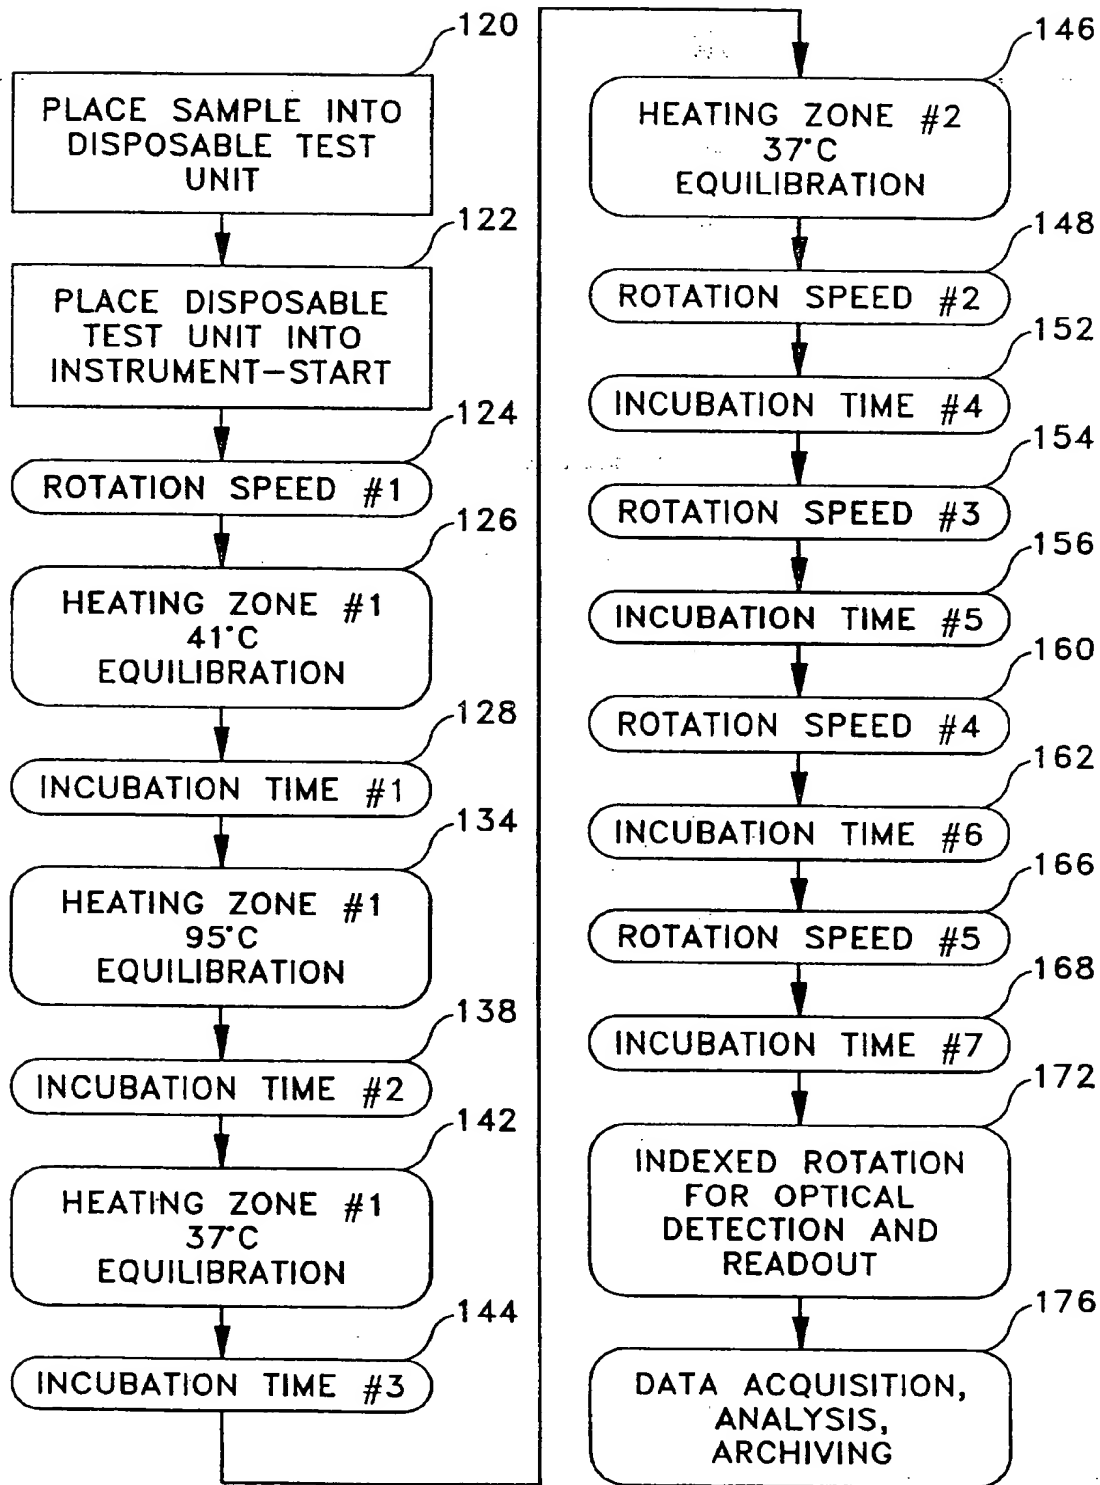 120
PLACE SAMPLE INTO
DISPOSABLE TEST
UNIT
122
PLACE DISPOSABLE
TEST UNIT INTO
INSTRUMENT-START
124
ROTATION SPEED #1
126
HEATING ZONE #1
41°C
EQUILIBRATION
128
INCUBATION TIME #1
134
HEATING ZONE #1
95°C
EQUILIBRATION
138
INCUBATION TIME #2
142
HEATING ZONE #1
37°C
EQUILIBRATION
144
INCUBATION TIME #3
146
HEATING ZONE #2
37°C
EQUILIBRATION
148
ROTATION SPEED #2
152
INCUBATION TIME #4
154
ROTATION SPEED #3
156
INCUBATION TIME #5
160
ROTATION SPEED #4
162
INCUBATION TIME #6
166
ROTATION SPEED #5
168
INCUBATION TIME #7
172
INDEXED ROTATION
FOR OPTICAL
DETECTION AND
READOUT
176
DATA ACQUISITION,
ANALYSIS,
ARCHIVING